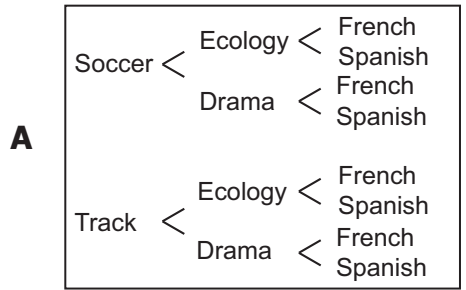 A
Soccer
Ecology
French
Spanish
Drama
French
Spanish
Track
Ecology
French
Spanish
Drama
French
Spanish